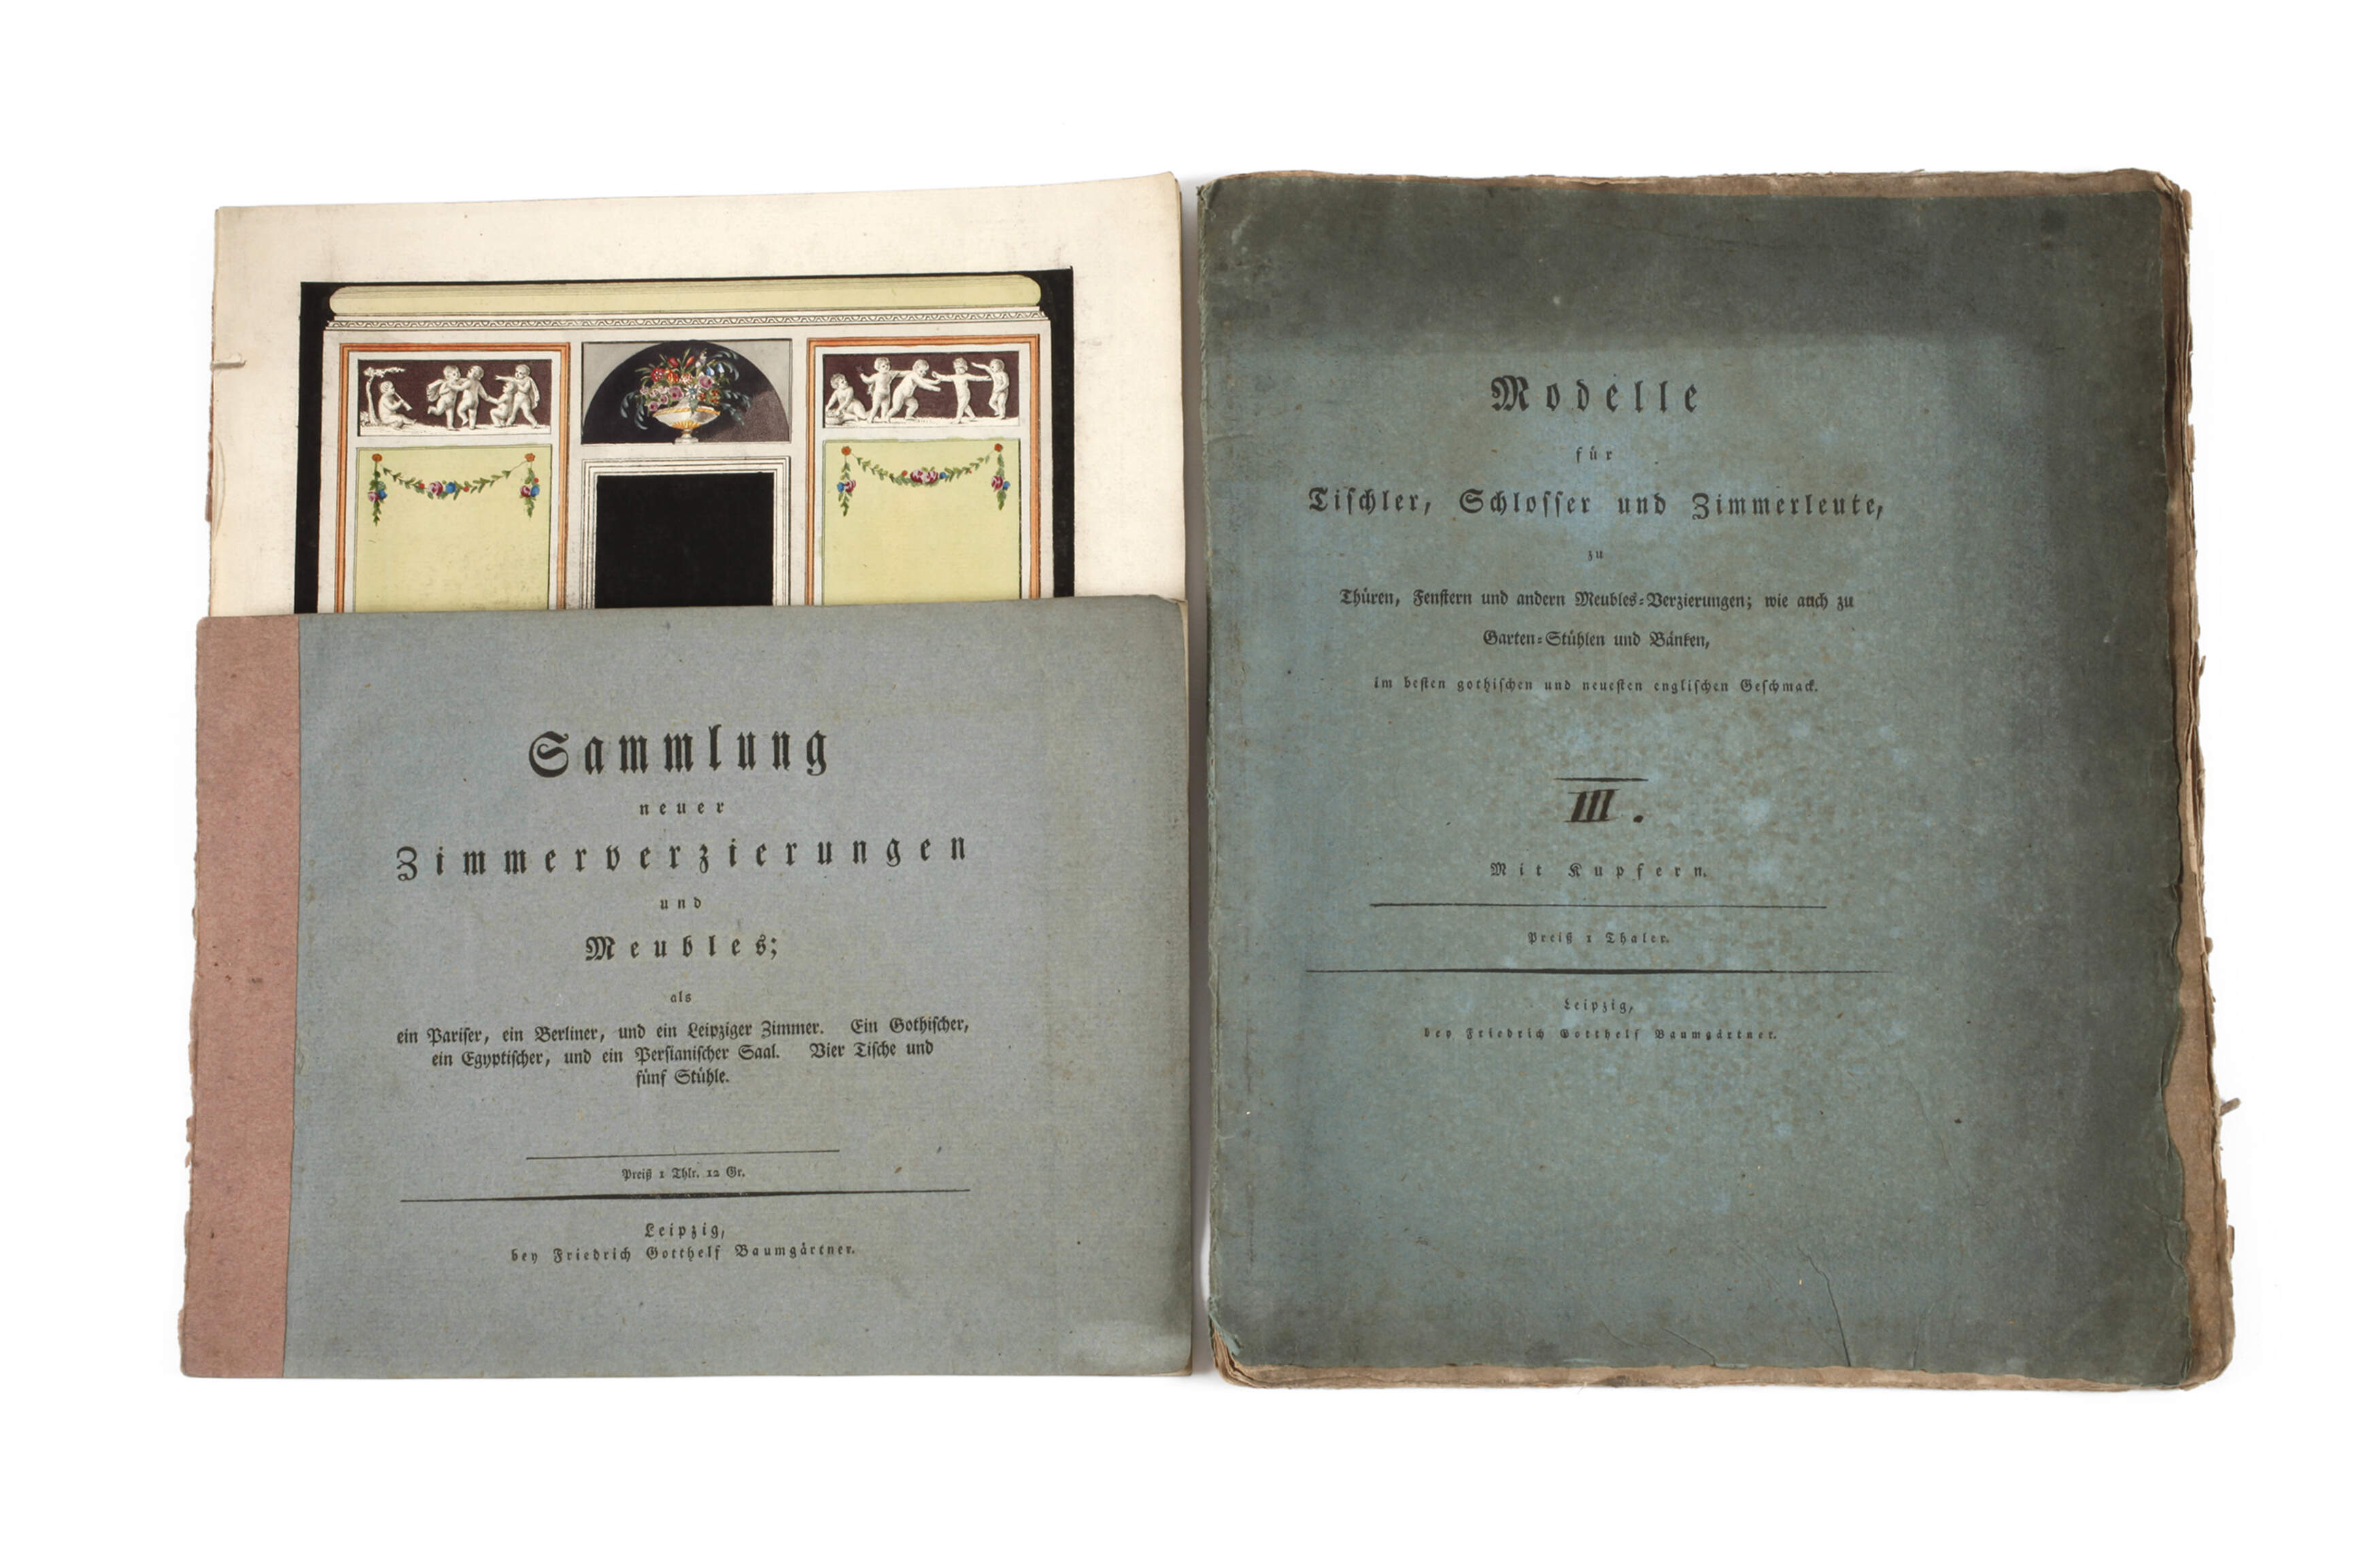 Sammlung
neuer
Zimmerverzierungen
und
Meubles;
als
ein Pariſer, ein Berliner, und ein Leipziger Zimmer. Ein Gothiſcher,
ein Egyptiſcher, und ein Perſianiſcher Saal. Vier Tiſche und
fünf Stühle.
Preiß 1 Thlr. 12 Gr.
Leipzig,
bey Friedrich Gotthelf Baumgärtner.
Modelle
für
Tiſchler, Schloſſer und Zimmerleute,
zu
Thüren, Fenſtern und andern Meubles-Verzierungen; wie auch zu
Garten-Stühlen und Bänken,
im beſten gothiſchen und neueſten engliſchen Geſchmack.
III.
Mit Kupfern.
Preiß 1 Thaler.
Leipzig,
bey Friedrich Gotthelf Baumgärtner.